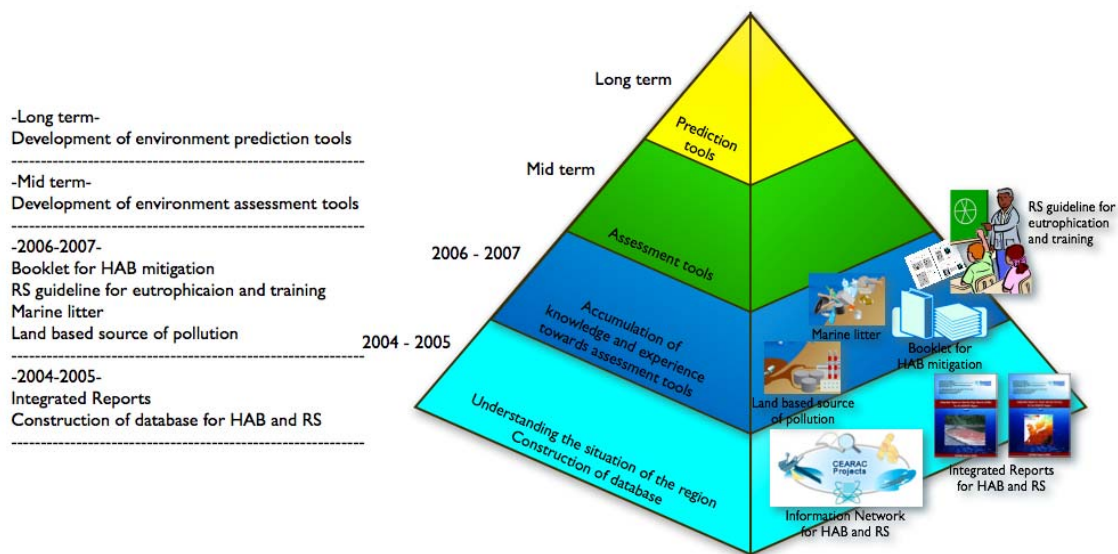 -Long term-
Development of environment prediction tools
-Mid term-
Development of environment assessment tools
-2006-2007-
Booklet for HAB mitigation
RS guideline for eutrophicaion and training
Marine litter
Land based source of pollution
-2004-2005-
Integrated Reports
Construction of database for HAB and RS
Long term
Mid term
2006 - 2007
2004 - 2005
Prediction
tools
Assessment tools
Accumulation of
knowledge and experience
towards assessment tools
Understanding the situation of the region
Construction of database
RS guideline for
eutrophication
and training
Marine litter
Booklet for
HAB mitigation
Land based source
of pollution
CEARAC
Projects
Information Network
for HAB and RS
Integrated Reports
for HAB and RS